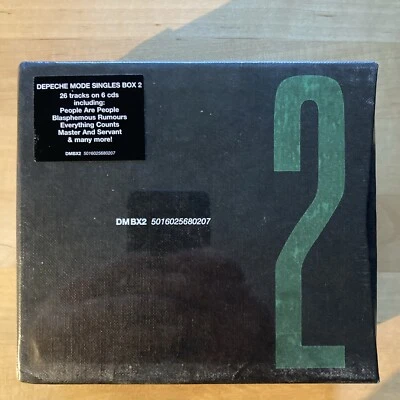 DEPECHE MODE SINGLES BOX 2
26 tracks on 6 cds
including:
People Are People
Blasphemous Rumours
Everything Counts
Master And Servant
& many more!
DMBX2 5016025680207
2
DMBX2 5016025680207